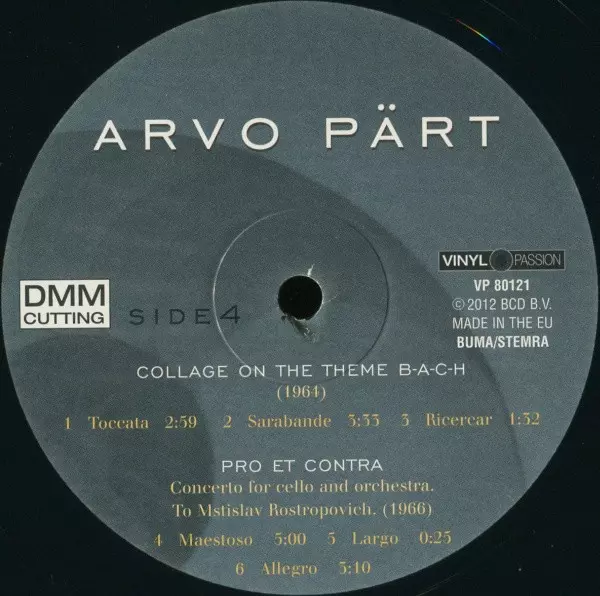 ARVO PÄRT
VINYL PASSION
VP 80121
℗ 2012 BCD B.V.
MADE IN THE EU
BUMA/STEMRA
DMM
CUTTING
SIDE 4
COLLAGE ON THE THEME B-A-C-H
(1964)
1 Toccata 2:59 2 Sarabande 3:33 3 Ricercar 1:32
PRO ET CONTRA
Concerto for cello and orchestra.
To Mstislav Rostropovich. (1966)
4 Maestoso 5:00 5 Largo 0:25
6 Allegro 3:10